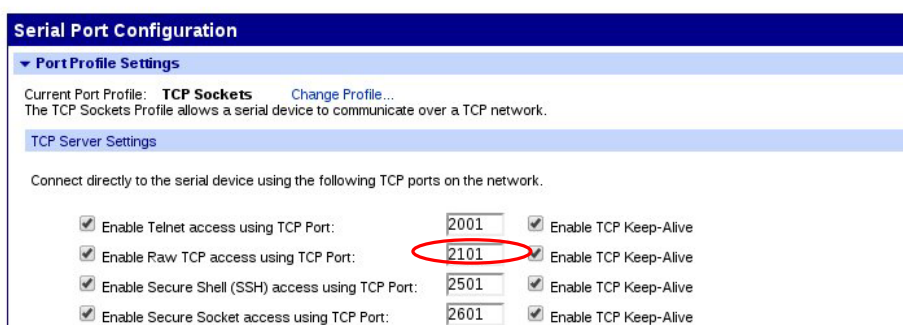 Serial Port Configuration
Port Profile Settings
Current Port Profile: TCP Sockets Change Profile...
The TCP Sockets Profile allows a serial device to communicate over a TCP network.
TCP Server Settings
Connect directly to the serial device using the following TCP ports on the network.
Enable Telnet access using TCP Port: 2001 Enable TCP Keep-Alive
Enable Raw TCP access using TCP Port: 2101 Enable TCP Keep-Alive
Enable Secure Shell (SSH) access using TCP Port: 2501 Enable TCP Keep-Alive
Enable Secure Socket access using TCP Port: 2601 Enable TCP Keep-Alive